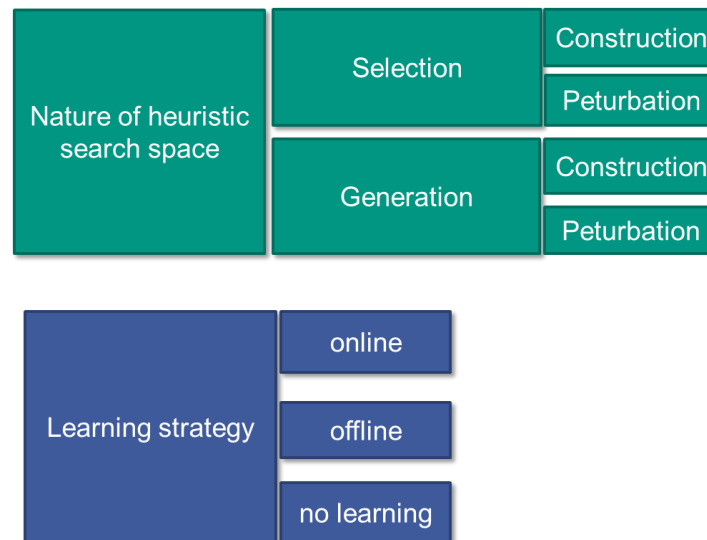 Nature of heuristic
search space
Selection
Construction
Peturbation
Generation
Construction
Peturbation
Learning strategy
online
offline
no learning